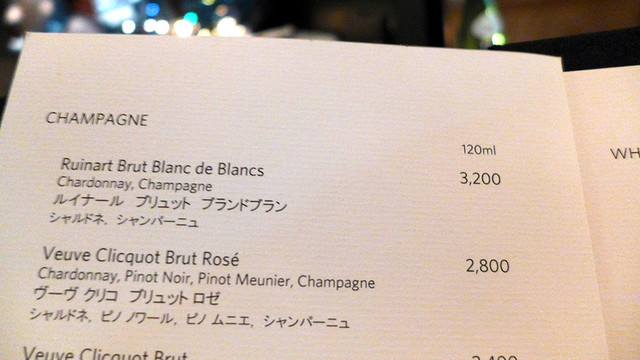 CHAMPAGNE
120ml
Ruinart Brut Blanc de Blancs 3,200
Chardonnay, Champagne
ルイナール ブリュット ブランドブラン
シャルドネ, シャンパーニュ
Veuve Clicquot Brut Rosé 2,800
Chardonnay, Pinot Noir, Pinot Meunier, Champagne
ヴーヴ クリコ ブリュット ロゼ
シャルドネ, ピノ ノワール, ピノ ムニエ, シャンパーニュ
Veuve Clicquot Brut
WH